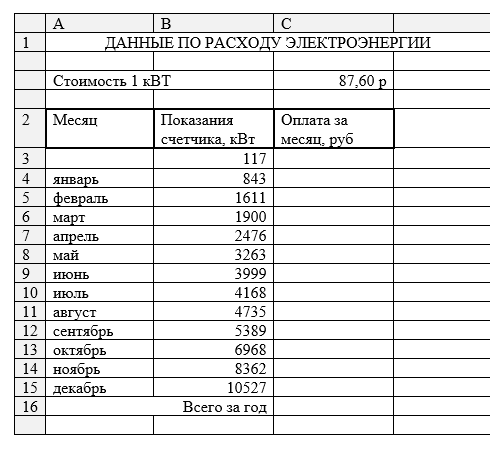 A B C
1 ДАННЫЕ ПО РАСХОДУ ЭЛЕКТРОЭНЕРГИИ
Стоимость 1 кВТ 87,60 р
2 Месяц Показания Оплата за
счетчика, кВт месяц, руб
3 117
4 январь 843
5 февраль 1611
6 март 1900
7 апрель 2476
8 май 3263
9 июнь 3999
10 июль 4168
11 август 4735
12 сентябрь 5389
13 октябрь 6968
14 ноябрь 8362
15 декабрь 10527
16 Всего за год